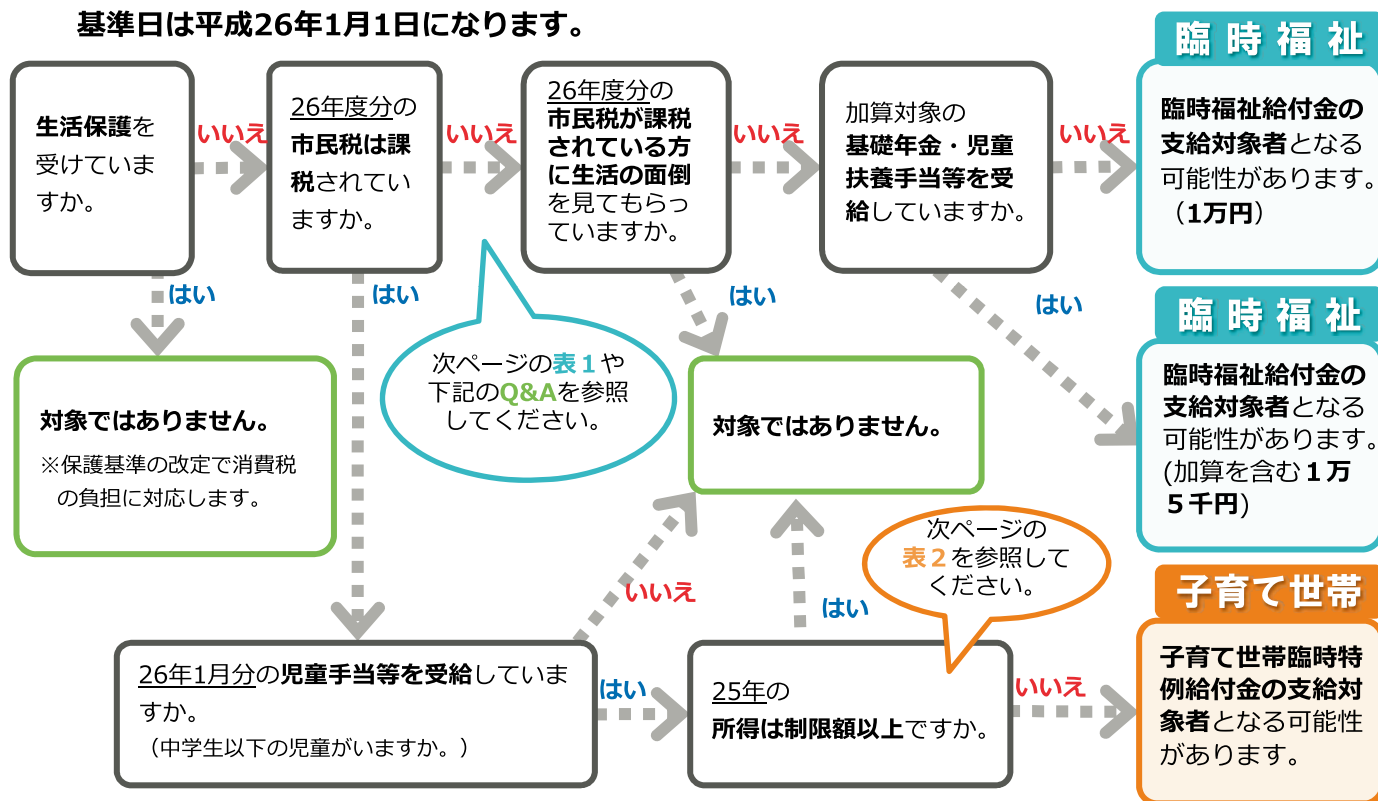 基準日は平成26年1月1日になります。
生活保護を
受けていま
すか。
いいえ
はい
26年度分の
市民税は課
税されてい
ますか。
いいえ
はい
26年度分の
市民税が課税
されている方
に生活の面倒
を見てもらっ
ていますか。
いいえ
はい
加算対象の
基礎年金・児童
扶養手当等を受
給していますか。
いいえ
はい
臨時福祉
臨時福祉給付金の
支給対象者となる
可能性があります。
（1万円）
臨時福祉
臨時福祉給付金の
支給対象者となる
可能性があります。
(加算を含む１万
５千円)
対象ではありません。
※保護基準の改定で消費税
の負担に対応します。
次ページの表１や
下記のQ&Aを参照
してください。
対象ではありません。
26年1月分の児童手当等を受給していま
すか。
（中学生以下の児童がいますか。）
いいえ
はい
25年の
所得は制限額以上ですか。
はい
いいえ
次ページの
表２を参照して
ください。
子育て世帯
子育て世帯臨時特
例給付金の支給対
象者となる可能性
があります。